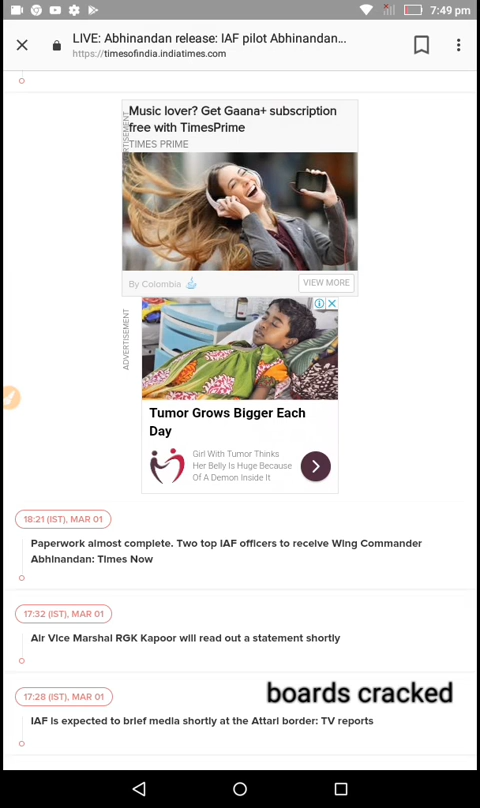 7:49 pm
LIVE: Abhinandan release: IAF pilot Abhinandan...
https://timesofindia.indiatimes.com
ADVERTISEMENT
Music lover? Get Gaana+ subscription
free with TimesPrime
TIMES PRIME
By Colombia
VIEW MORE
ADVERTISEMENT
Tumor Grows Bigger Each
Day
Girl With Tumor Thinks
Her Belly Is Huge Because
Of A Demon Inside It
18:21 (IST), MAR 01
Paperwork almost complete. Two top IAF officers to receive Wing Commander
Abhinandan: Times Now
17:32 (IST), MAR 01
Air Vice Marshal RGK Kapoor will read out a statement shortly
17:28 (IST), MAR 01
boards cracked
IAF is expected to brief media shortly at the Attari border: TV reports